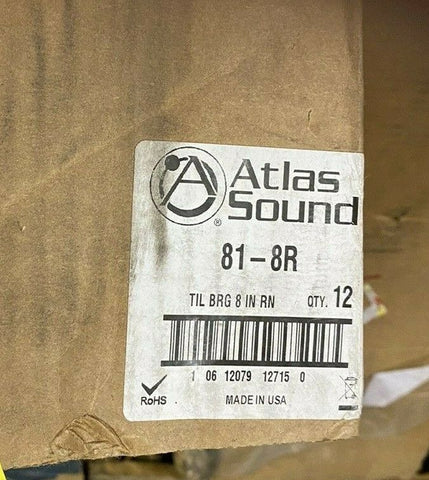 Atlas
Sound
®
81-8R
TIL BRG 8 IN RN QTY. 12
1 06 12079 12715 0
RoHS MADE IN USA